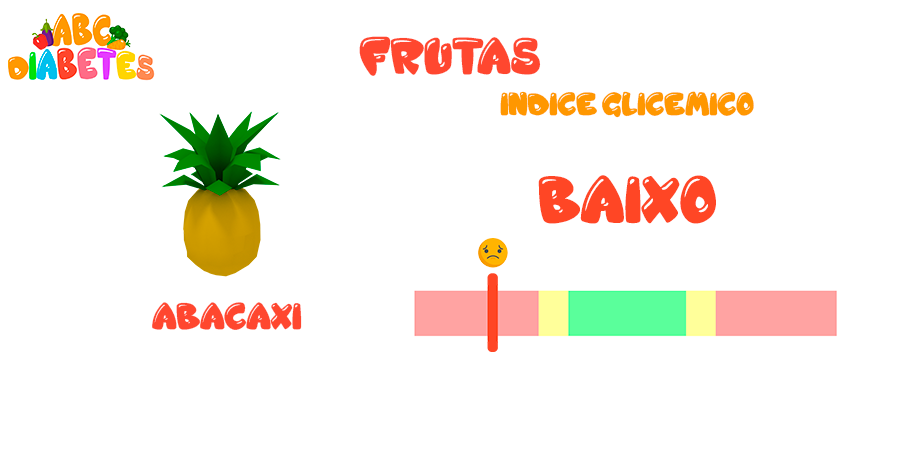 ABC
DIABETES
FRUTAS
INDICE GLICEMICO
BAIXO
ABACAXI